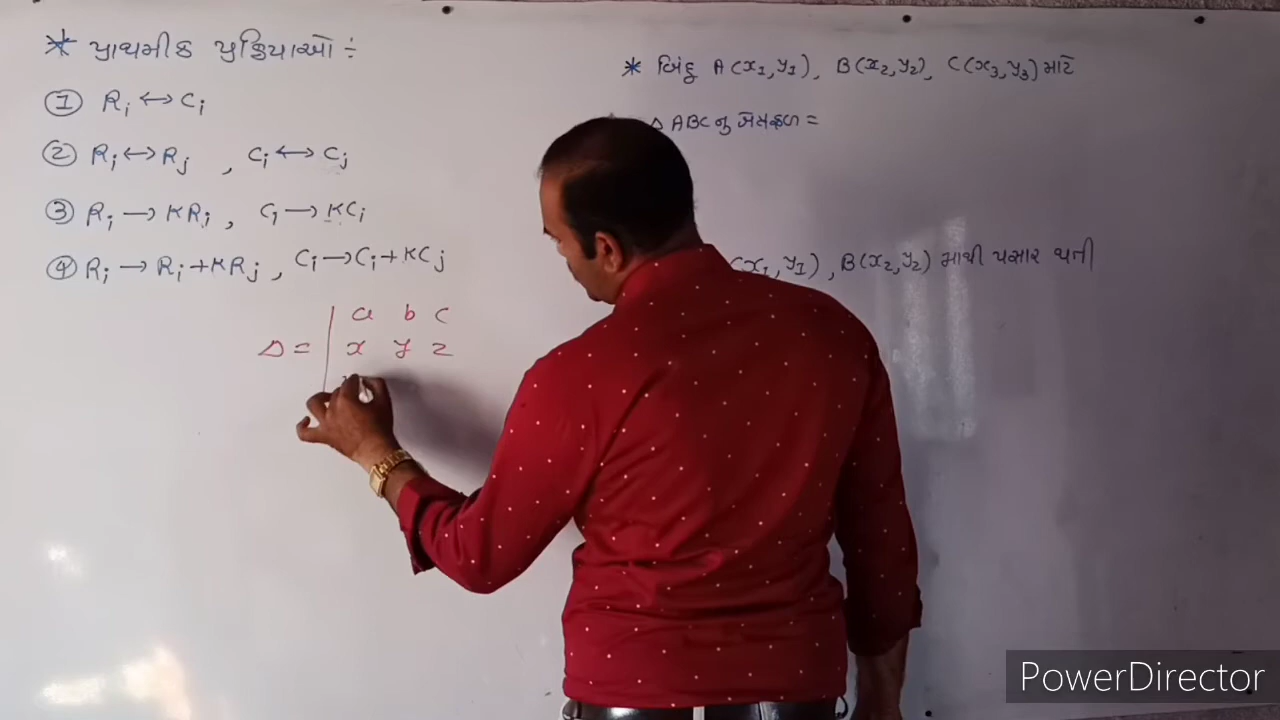 * પ્રાથમીક પ્રક્રિયાઓ ÷
① Ri ↔ Ci
② Ri ↔ Rj , Ci ↔ Cj
③ Ri → KRi , Ci → KCi
④ Ri → Ri + KRj , Ci → Ci + KCj
a b c
Δ = x y z
* બિંદુ A(x₁, y₁), B(x₂, y₂), C(x₃, y₃) માટે
Δ ABC નુ ક્ષેત્રફળ =
(x₁, y₁), B(x₂, y₂) માથી પસાર થતી
PowerDirector